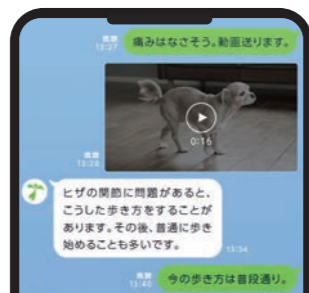 既読
13:27
痛みはなさそう。動画送ります。
0:16
既読
13:28
ヒザの関節に問題があると、
こうした歩き方をすることが
あります。その後、普通に歩き
始めることも多いです。
13:34
既読
13:40
今の歩き方は普段通り。